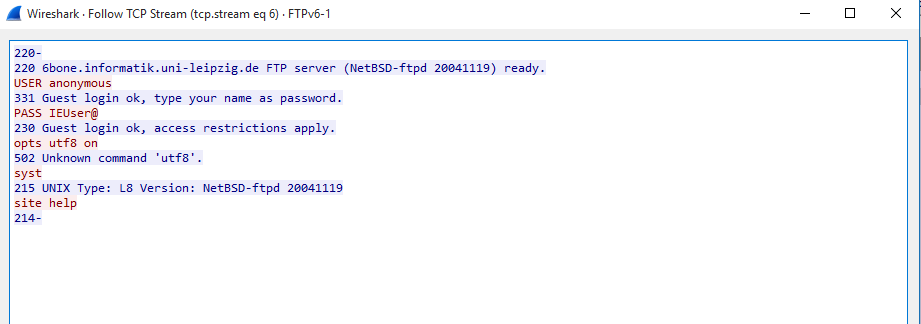 Wireshark · Follow TCP Stream (tcp.stream eq 6) · FTPv6-1
220-
220 6bone.informatik.uni-leipzig.de FTP server (NetBSD-ftpd 20041119) ready.
USER anonymous
331 Guest login ok, type your name as password.
PASS IEUser@
230 Guest login ok, access restrictions apply.
opts utf8 on
502 Unknown command 'utf8'.
syst
215 UNIX Type: L8 Version: NetBSD-ftpd 20041119
site help
214-